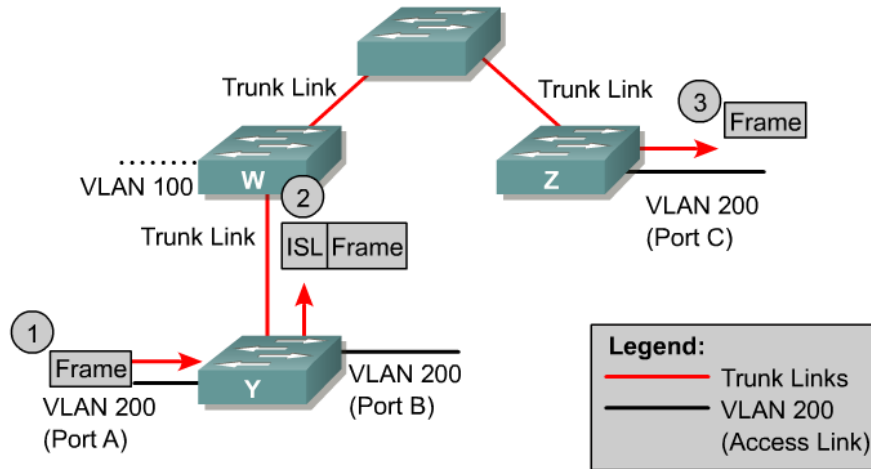 Trunk Link
Trunk Link
3
Frame
W
VLAN 100
Z
2
VLAN 200
(Port C)
Trunk Link
ISL Frame
1
Frame
VLAN 200
(Port A)
Y
VLAN 200
(Port B)
Legend:
Trunk Links
VLAN 200
(Access Link)